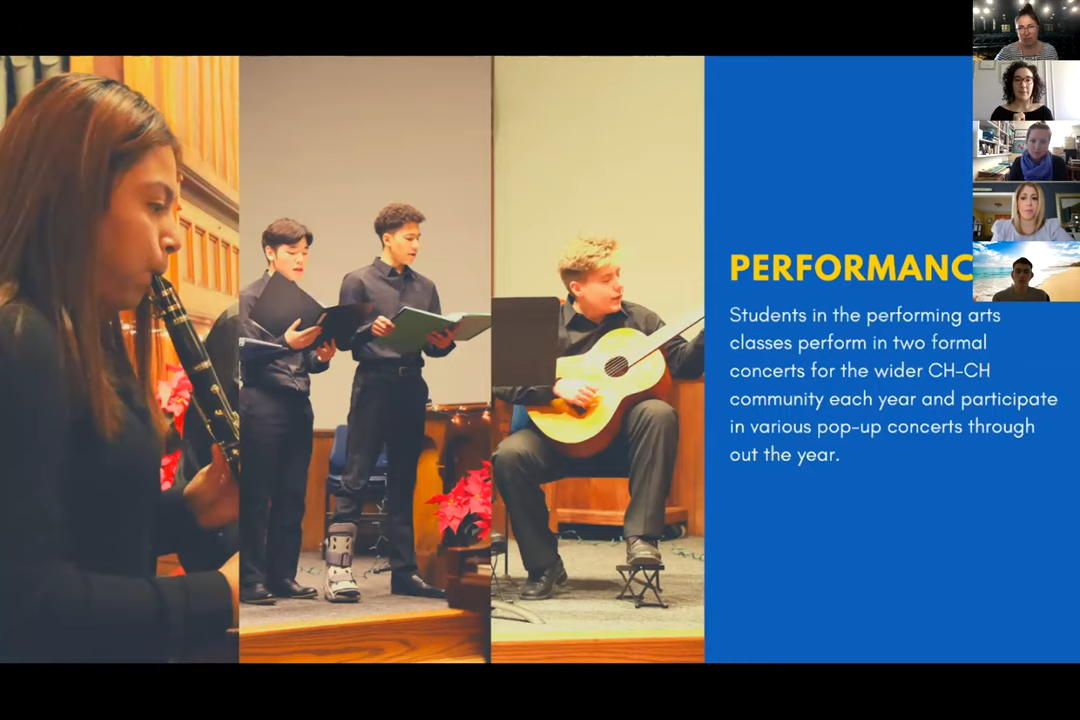 PERFORMANC
Students in the performing arts
classes perform in two formal
concerts for the wider CH-CH
community each year and participate
in various pop-up concerts through
out the year.